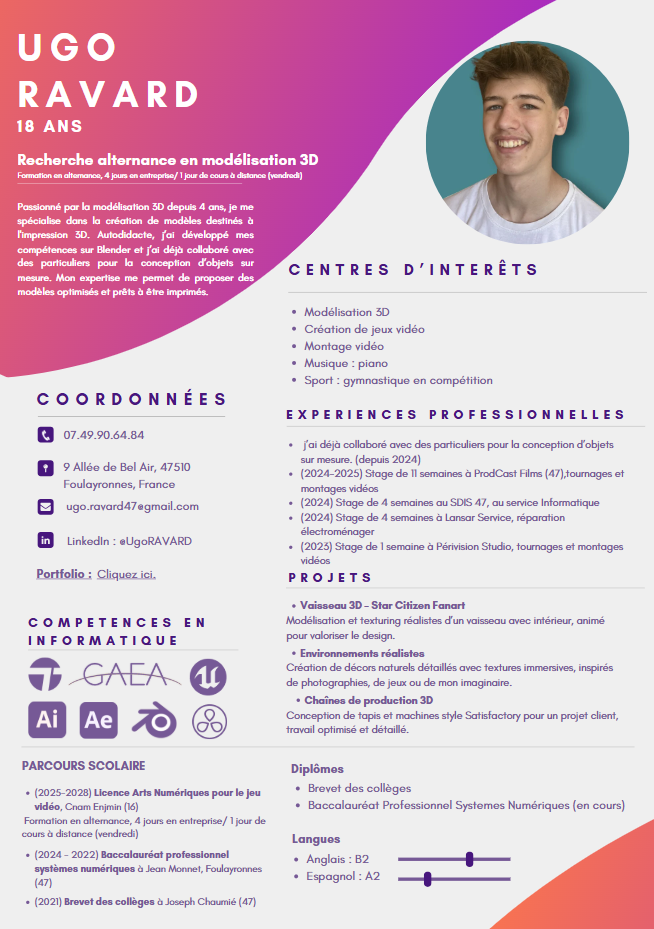 UGO
RAVARD
18 ANS
Recherche alternance en modélisation 3D
Formation en alternance, 4 jours en entreprise/ 1 jour de cours à distance (vendredi)
Passionné par la modélisation 3D depuis 4 ans, je me
spécialise dans la création de modèles destinés à
l'impression 3D. Autodidacte, j'ai développé mes
compétences sur Blender et j'ai déjà collaboré avec
des particuliers pour la conception d'objets sur
mesure. Mon expertise me permet de proposer des
modèles optimisés et prêts à être imprimés.
CENTRES D'INTERÊTS
• Modélisation 3D
• Création de jeux vidéo
• Montage vidéo
• Musique : piano
• Sport : gymnastique en compétition
COORDONNÉES
07.49.90.64.84
9 Allée de Bel Air, 47510
Foulayronnes, France
ugo.ravard47@gmail.com
in
LinkedIn : @UgoRAVARD
Portfolio : Cliquez ici.
EXPERIENCES PROFESSIONNELLES
• j'ai déjà collaboré avec des particuliers pour la conception d'objets
sur mesure. (depuis 2024)
• (2024-2025) Stage de 11 semaines à ProdCast Films (47),tournages et
montages vidéos
• (2024) Stage de 4 semaines au SDIS 47, au service Informatique
• (2024) Stage de 4 semaines à Lansar Service, réparation
électroménager
• (2023) Stage de 1 semaine à Périvision Studio, tournages et montages
vidéos
PROJETS
• Vaisseau 3D – Star Citizen Fanart
Modélisation et texturing réalistes d'un vaisseau avec intérieur, animé
pour valoriser le design.
• Environnements réalistes
Création de décors naturels détaillés avec textures immersives, inspirés
de photographies, de jeux ou de mon imaginaire.
• Chaînes de production 3D
Conception de tapis et machines style Satisfactory pour un projet client,
travail optimisé et détaillé.
COMPETENCES EN
INFORMATIQUE
GAEA
Ai Ae
PARCOURS SCOLAIRE
• (2025-2028) Licence Arts Numériques pour le jeu
vidéo, Cnam Enjmin (16)
Formation en alternance, 4 jours en entreprise/ 1 jour de
cours à distance (vendredi)
• (2024 - 2022) Baccalauréat professionnel
systèmes numériques à Jean Monnet, Foulayronnes
(47)
• (2021) Brevet des collèges à Joseph Chaumié (47)
Diplômes
• Brevet des collèges
• Baccalauréat Professionnel Systemes Numériques (en cours)
Langues
• Anglais : B2
• Espagnol : A2